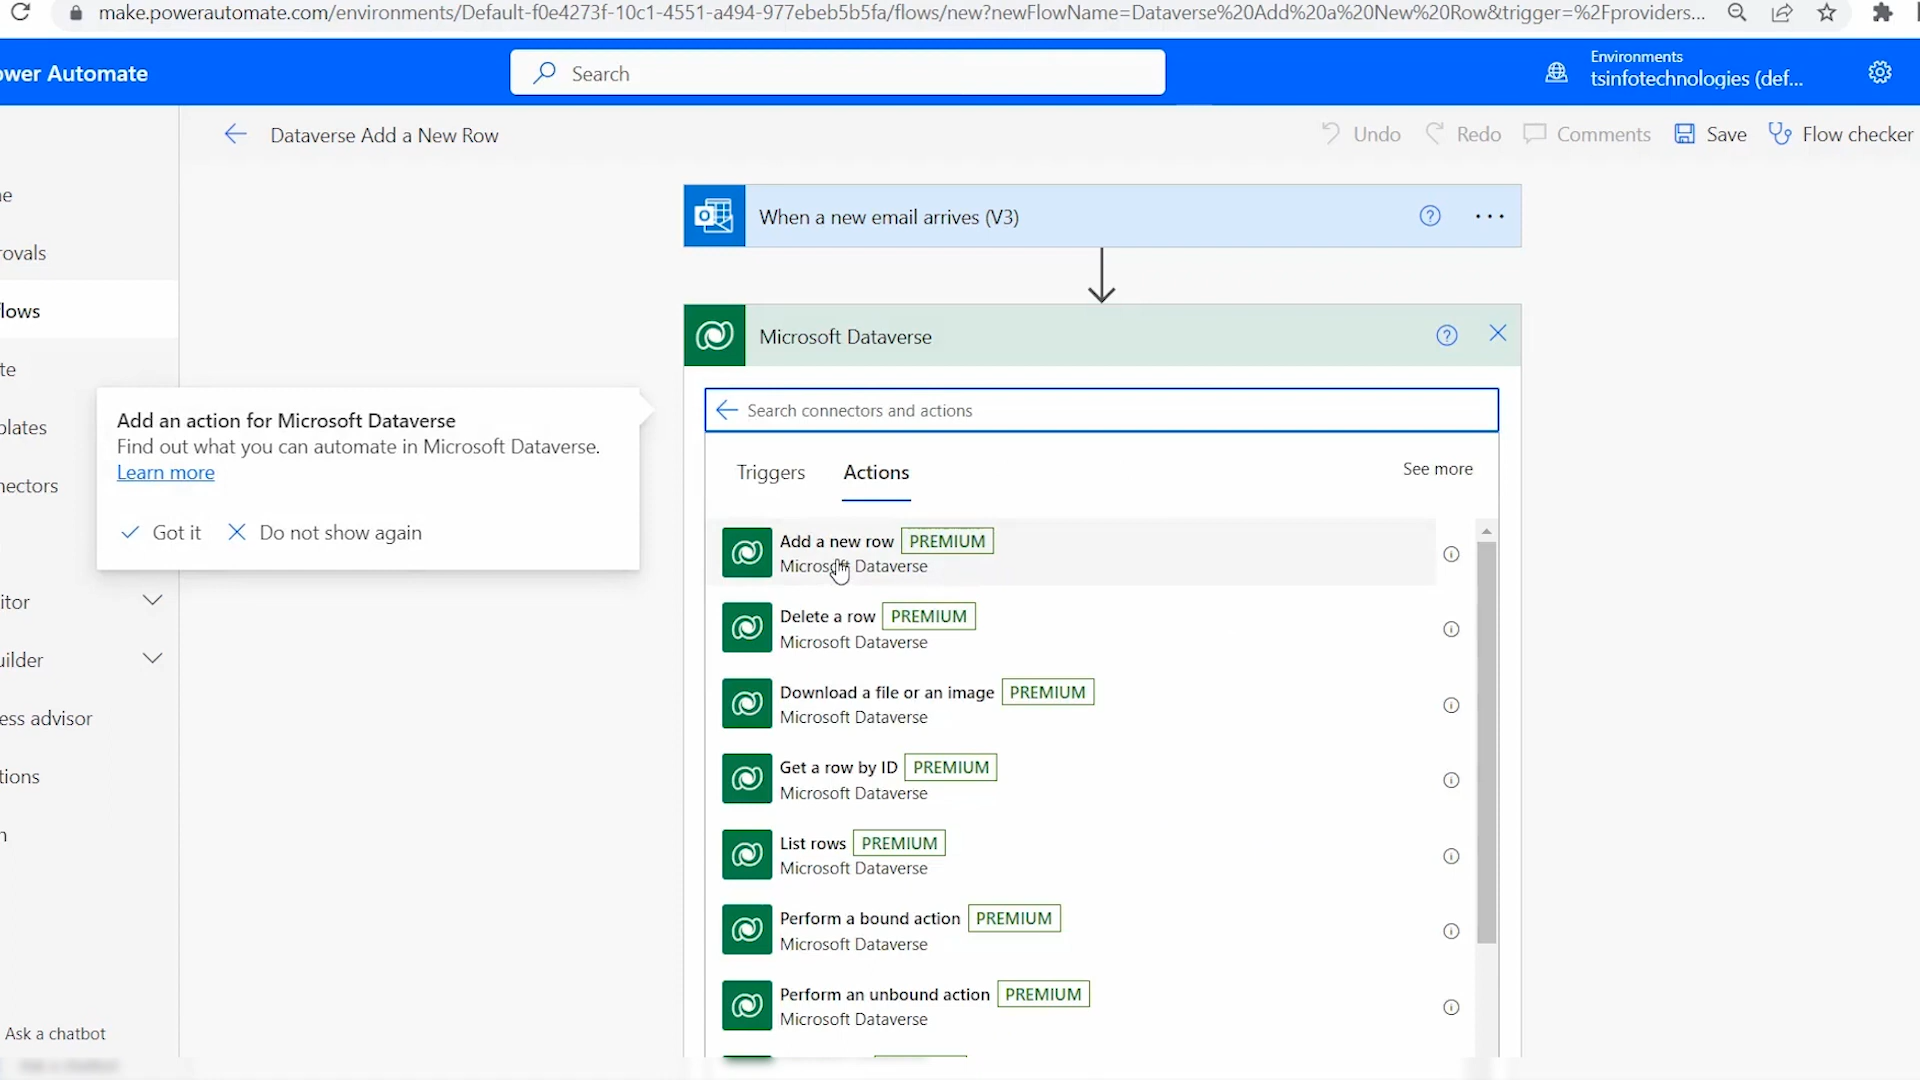 make.powerautomate.com/environments/Default-f0e4273f-10c1-4551-a494-977ebeb5b5fa/flows/new?newFlowName=Dataverse%20Add%20a%20New%20Row&trigger=%2Fproviders...
ower Automate
Search
Environments
tsinfotechnologies (def...
Dataverse Add a New Row
Undo
Redo
Comments
Save
Flow checker
e
rovals
lows
te
plates
nectors
itor
uilder
ess advisor
tions
n
Ask a chatbot
When a new email arrives (V3)
Microsoft Dataverse
Add an action for Microsoft Dataverse
Find out what you can automate in Microsoft Dataverse.
Learn more
Got it
Do not show again
Search connectors and actions
Triggers
Actions
See more
Add a new row PREMIUM
Microsoft Dataverse
Delete a row PREMIUM
Microsoft Dataverse
Download a file or an image PREMIUM
Microsoft Dataverse
Get a row by ID PREMIUM
Microsoft Dataverse
List rows PREMIUM
Microsoft Dataverse
Perform a bound action PREMIUM
Microsoft Dataverse
Perform an unbound action PREMIUM
Microsoft Dataverse